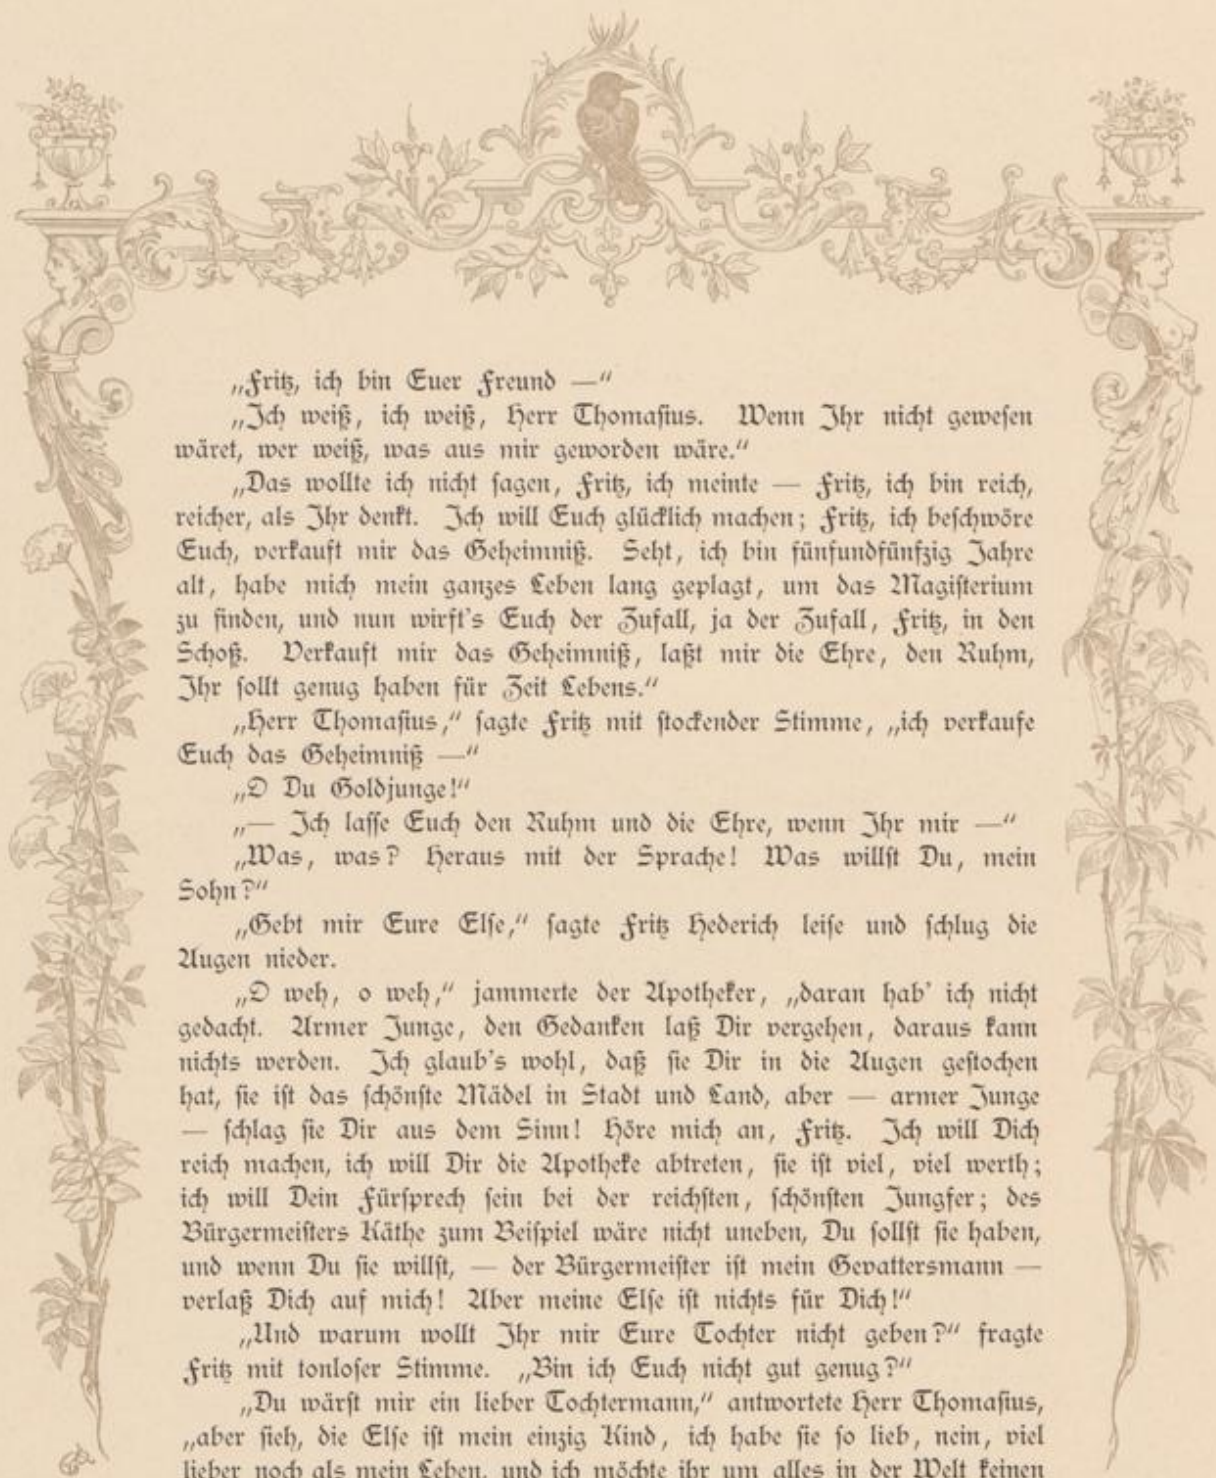 „Fritz, ich bin Euer Freund —“
„Ich weiß, ich weiß, Herr Thomasius. Wenn Ihr nicht gewesen
wäret, wer weiß, was aus mir geworden wäre.“
„Das wollte ich nicht sagen, Fritz, ich meinte — Fritz, ich bin reich,
reicher, als Ihr denkt. Ich will Euch glücklich machen; Fritz, ich beschwöre
Euch, verkauft mir das Geheimniß. Seht, ich bin fünfundfünfzig Jahre
alt, habe mich mein ganzes Leben lang geplagt, um das Magisterium
zu finden, und nun wirft's Euch der Zufall, ja der Zufall, Fritz, in den
Schoß. Verkauft mir das Geheimniß, laßt mir die Ehre, den Ruhm,
Ihr sollt genug haben für Zeit Lebens.“
„Herr Thomasius,“ sagte Fritz mit stockender Stimme, „ich verkaufe
Euch das Geheimniß —“
„O Du Goldjunge!“
„— Ich lasse Euch den Ruhm und die Ehre, wenn Ihr mir —“
„Was, was? Heraus mit der Sprache! Was willst Du, mein
Sohn?“
„Gebt mir Eure Else,“ sagte Fritz Hederich leise und schlug die
Augen nieder.
„O weh, o weh,“ jammerte der Apotheker, „daran hab' ich nicht
gedacht. Armer Junge, den Gedanken laß Dir vergehen, daraus kann
nichts werden. Ich glaub's wohl, daß sie Dir in die Augen gestochen
hat, sie ist das schönste Mädel in Stadt und Land, aber — armer Junge
— schlag sie Dir aus dem Sinn! Höre mich an, Fritz. Ich will Dich
reich machen, ich will Dir die Apotheke abtreten, sie ist viel, viel werth;
ich will Dein Fürsprech sein bei der reichsten, schönsten Jungfer; des
Bürgermeisters Käthe zum Beispiel wäre nicht uneben, Du sollst sie haben,
und wenn Du sie willst, — der Bürgermeister ist mein Gevattersmann —
verlaß Dich auf mich! Aber meine Else ist nichts für Dich!“
„Und warum wollt Ihr mir Eure Tochter nicht geben?“ fragte
Fritz mit tonloser Stimme. „Bin ich Euch nicht gut genug?“
„Du wärst mir ein lieber Tochtermann,“ antwortete Herr Thomasius,
„aber sieh, die Else ist mein einzig Kind, ich habe sie so lieb, nein, viel
lieber noch als mein Leben, und ich möchte ihr um alles in der Welt keinen